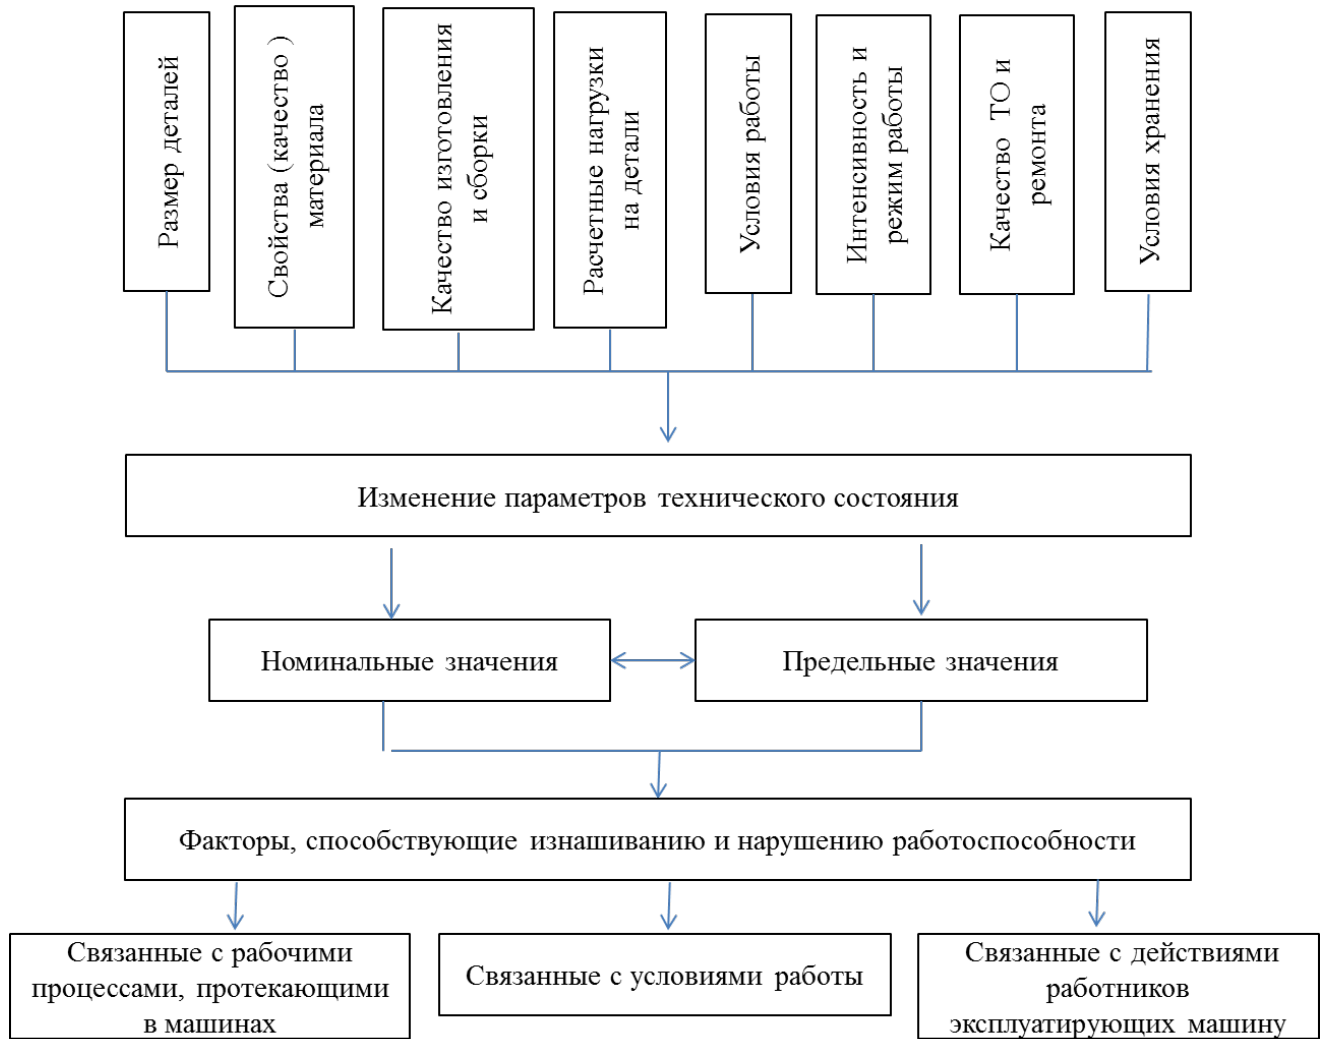 Размер деталей
Свойства (качество )
материала
Качество изготовления
и сборки
Расчетные нагрузки
на детали
Условия работы
Интенсивность и
режим работы
Качество ТО и
ремонта
Условия хранения
Изменение параметров технического состояния
Номинальные значения
Предельные значения
Факторы, способствующие изнашиванию и нарушению работоспособности
Связанные с рабочими
процессами, протекающими
в машинах
Связанные с условиями работы
Связанные с действиями
работников
эксплуатирующих машину